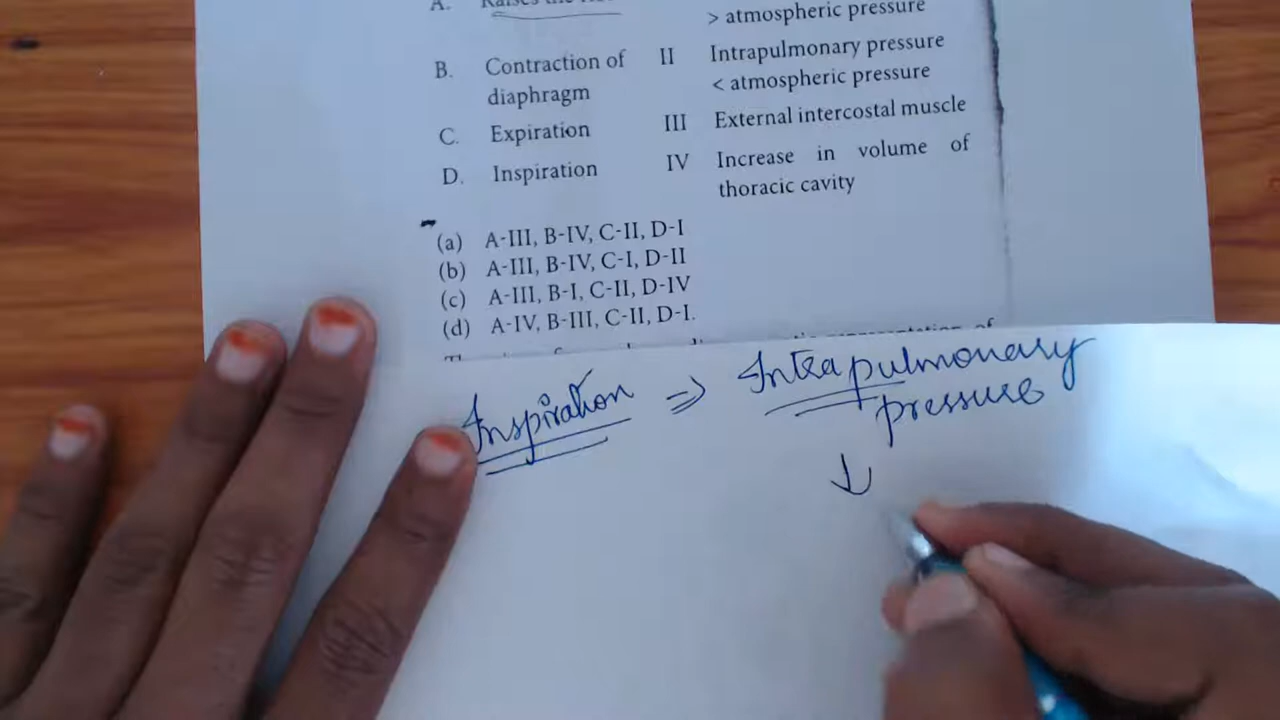 A. Raises the
> atmospheric pressure
B. Contraction of diaphragm II Intrapulmonary pressure < atmospheric pressure
C. Expiration III External intercostal muscle
D. Inspiration IV Increase in volume of thoracic cavity
(a) A-III, B-IV, C-II, D-I
(b) A-III, B-IV, C-I, D-II
(c) A-III, B-I, C-II, D-IV
(d) A-IV, B-III, C-II, D-I.
Inspiration => Intrapulmonary
pressure
↓